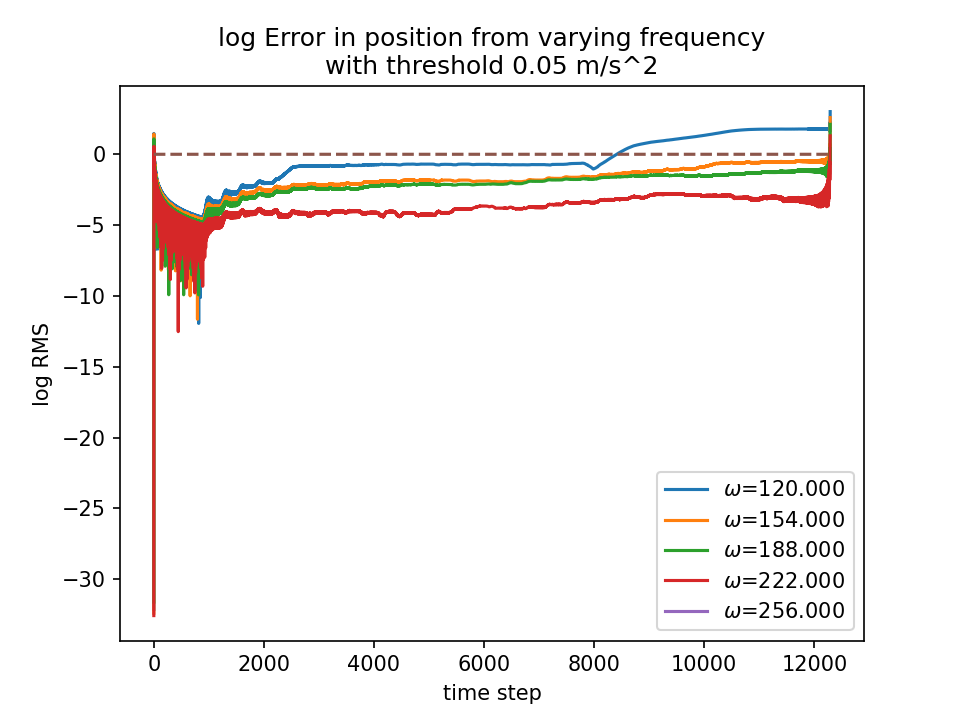 log Error in position from varying frequency
with threshold 0.05 m/s^2
log RMS
0
−5
−10
−15
−20
−25
−30
0
2000
4000
6000
8000
10000
12000
time step
ω=120.000
ω=154.000
ω=188.000
ω=222.000
ω=256.000